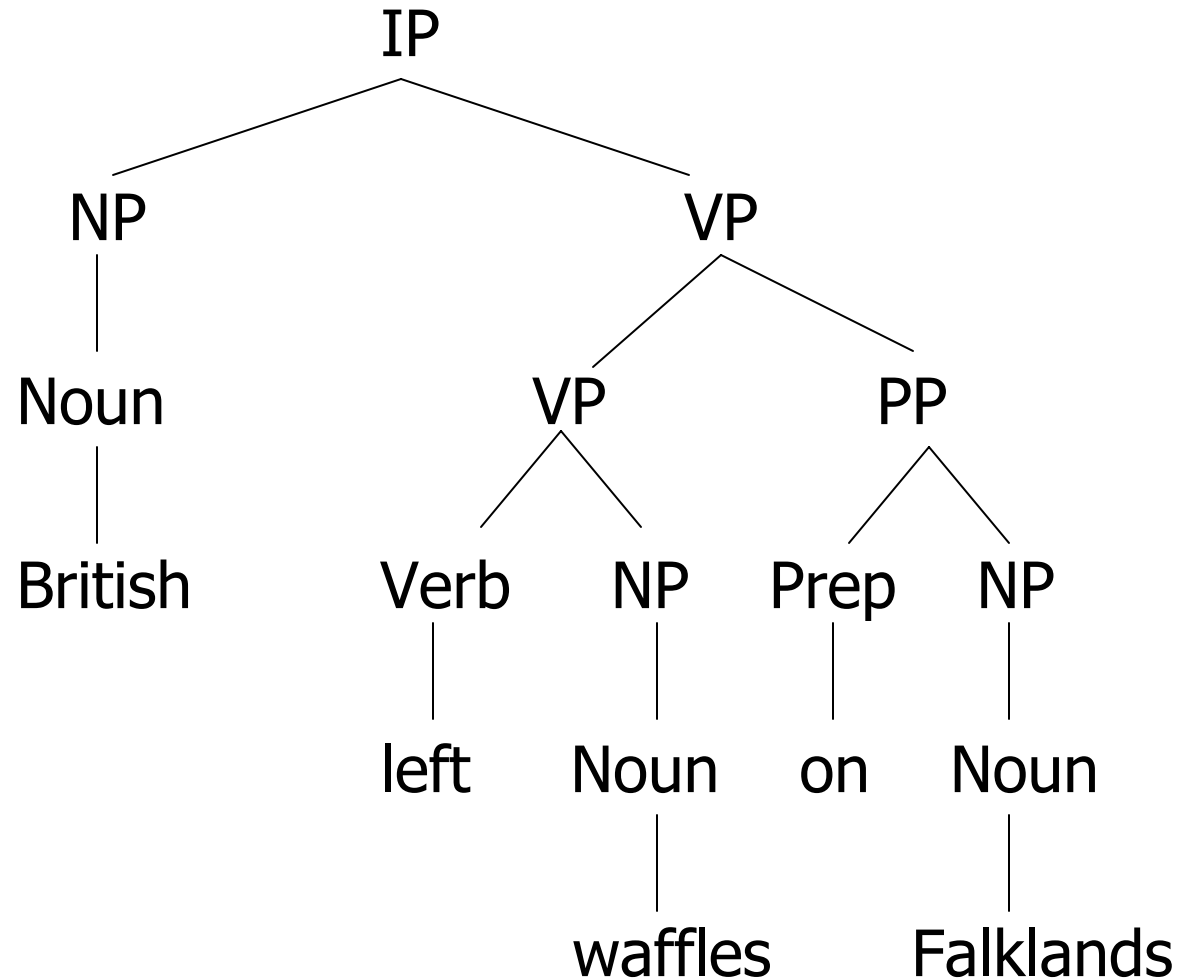 IP
NP VP
Noun VP PP
British Verb NP Prep NP
left Noun on Noun
waffles Falklands